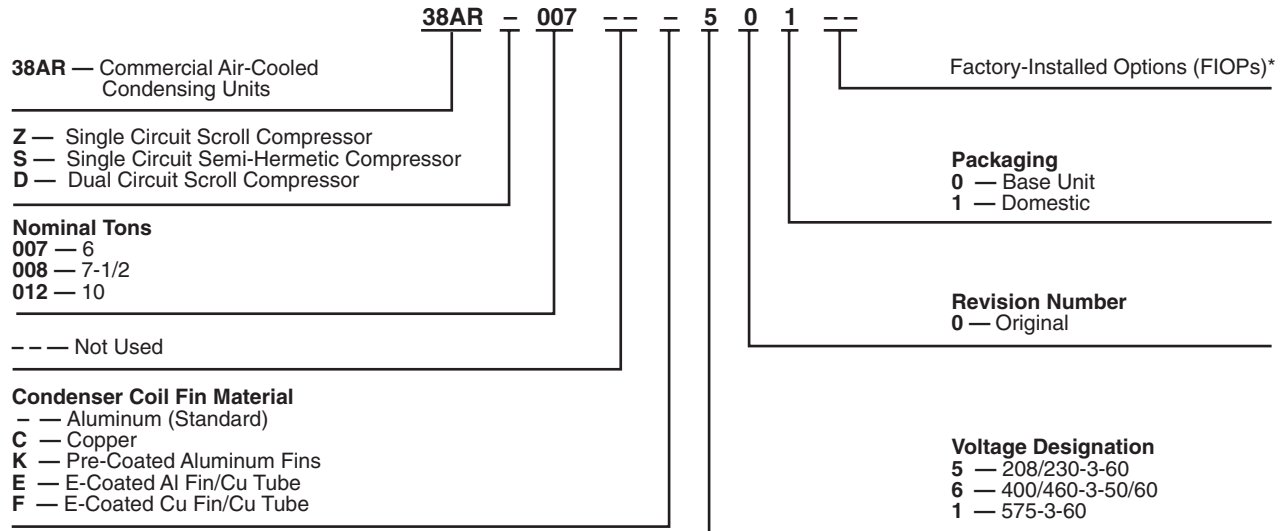 38AR – 007 – – – 5 0 1 – –
38AR — Commercial Air-Cooled
Condensing Units
Z — Single Circuit Scroll Compressor
S — Single Circuit Semi-Hermetic Compressor
D — Dual Circuit Scroll Compressor
Nominal Tons
007 — 6
008 — 7-1/2
012 — 10
– – — Not Used
Condenser Coil Fin Material
– — Aluminum (Standard)
C — Copper
K — Pre-Coated Aluminum Fins
E — E-Coated Al Fin/Cu Tube
F — E-Coated Cu Fin/Cu Tube
Factory-Installed Options (FIOPs)*
Packaging
0 — Base Unit
1 — Domestic
Revision Number
0 — Original
Voltage Designation
5 — 208/230-3-60
6 — 400/460-3-50/60
1 — 575-3-60